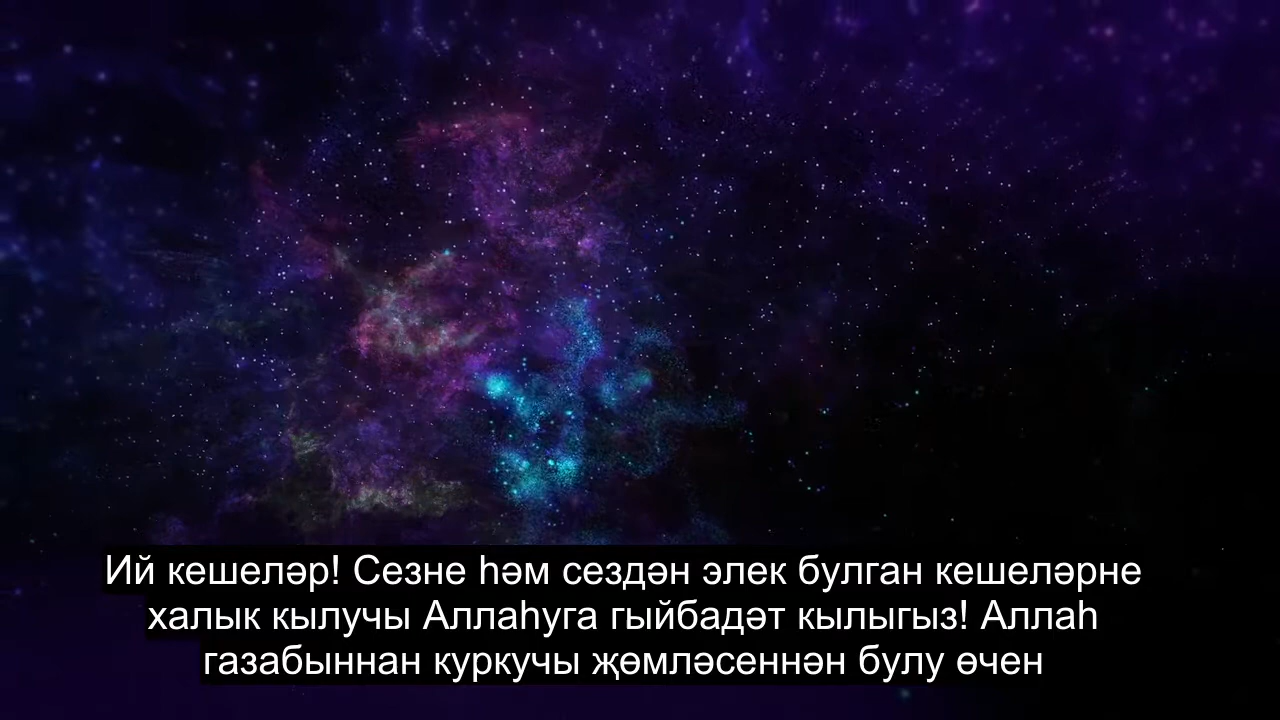 Ий кешеләр! Сезне һәм сездән элек булган кешеләрне
халык кылучы Аллаһуга гыйбадәт кылыгыз! Аллаһ
газабыннан куркучы җөмләсеннән булу өчен